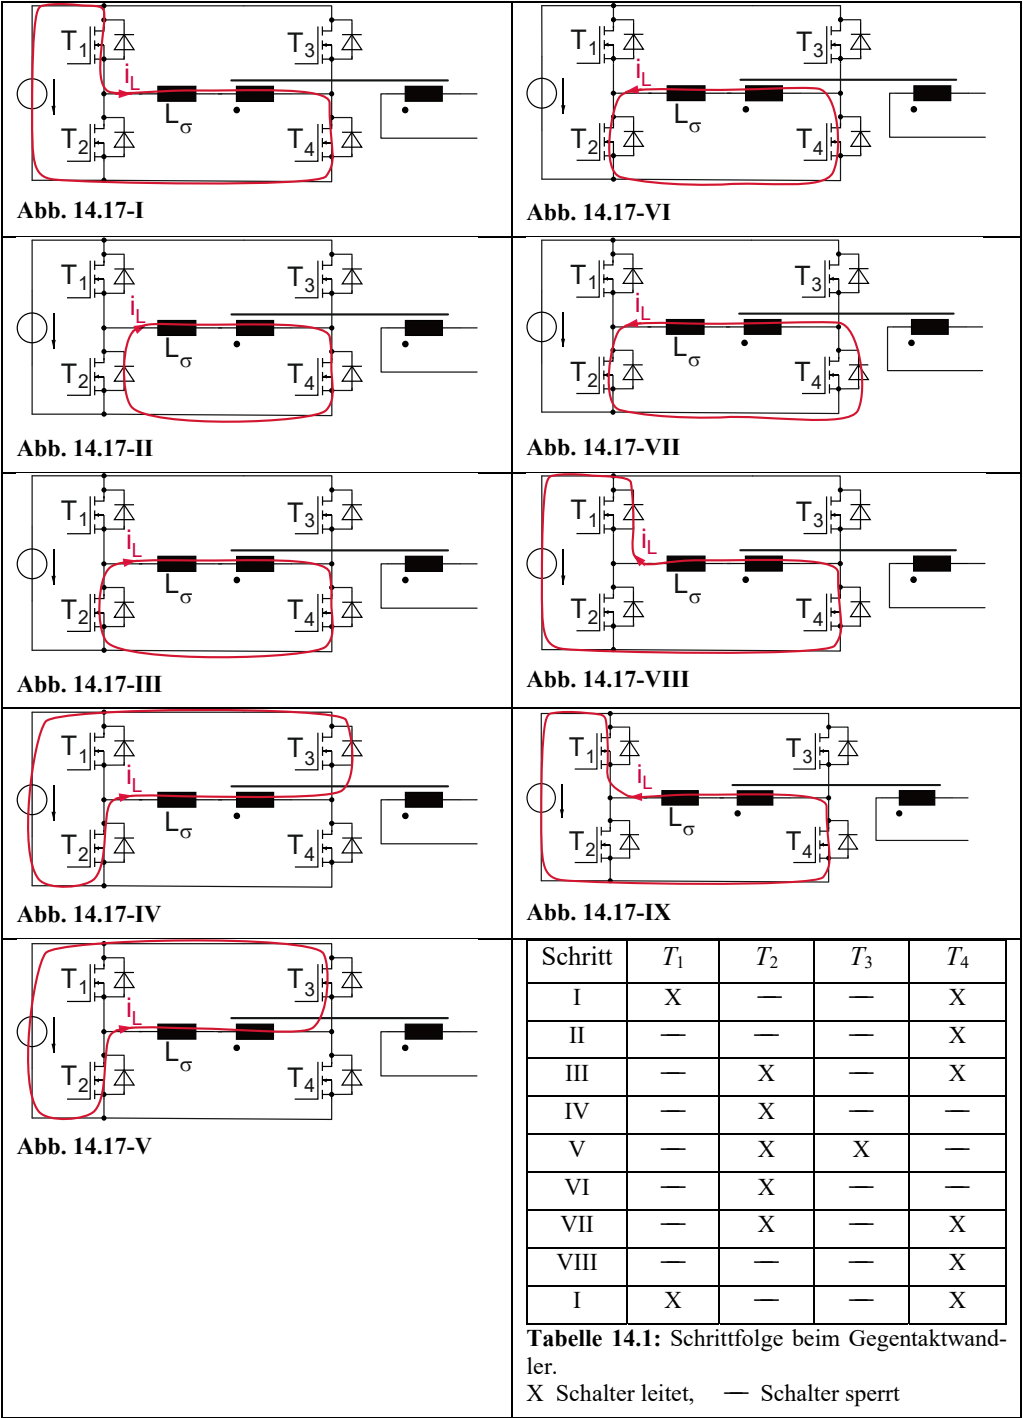 T1
T3
iL
T2
Lσ
T4
Abb. 14.17-I
T1
T3
iL
T2
Lσ
T4
Abb. 14.17-VI
T1
T3
iL
T2
Lσ
T4
Abb. 14.17-II
T1
T3
iL
T2
Lσ
T4
Abb. 14.17-VII
T1
T3
iL
T2
Lσ
T4
Abb. 14.17-III
T1
T3
iL
T2
Lσ
T4
Abb. 14.17-VIII
T1
T3
iL
T2
Lσ
T4
Abb. 14.17-IV
T1
T3
iL
T2
Lσ
T4
Abb. 14.17-IX
T1
T3
iL
T2
Lσ
T4
Abb. 14.17-V
Schritt T1 T2 T3 T4
I X — — X
II — — — X
III — X — X
IV — X — —
V — X X —
VI — X — —
VII — X — X
VIII — — — X
I X — — X
Tabelle 14.1: Schrittfolge beim Gegentaktwand-
ler.
X Schalter leitet, — Schalter sperrt